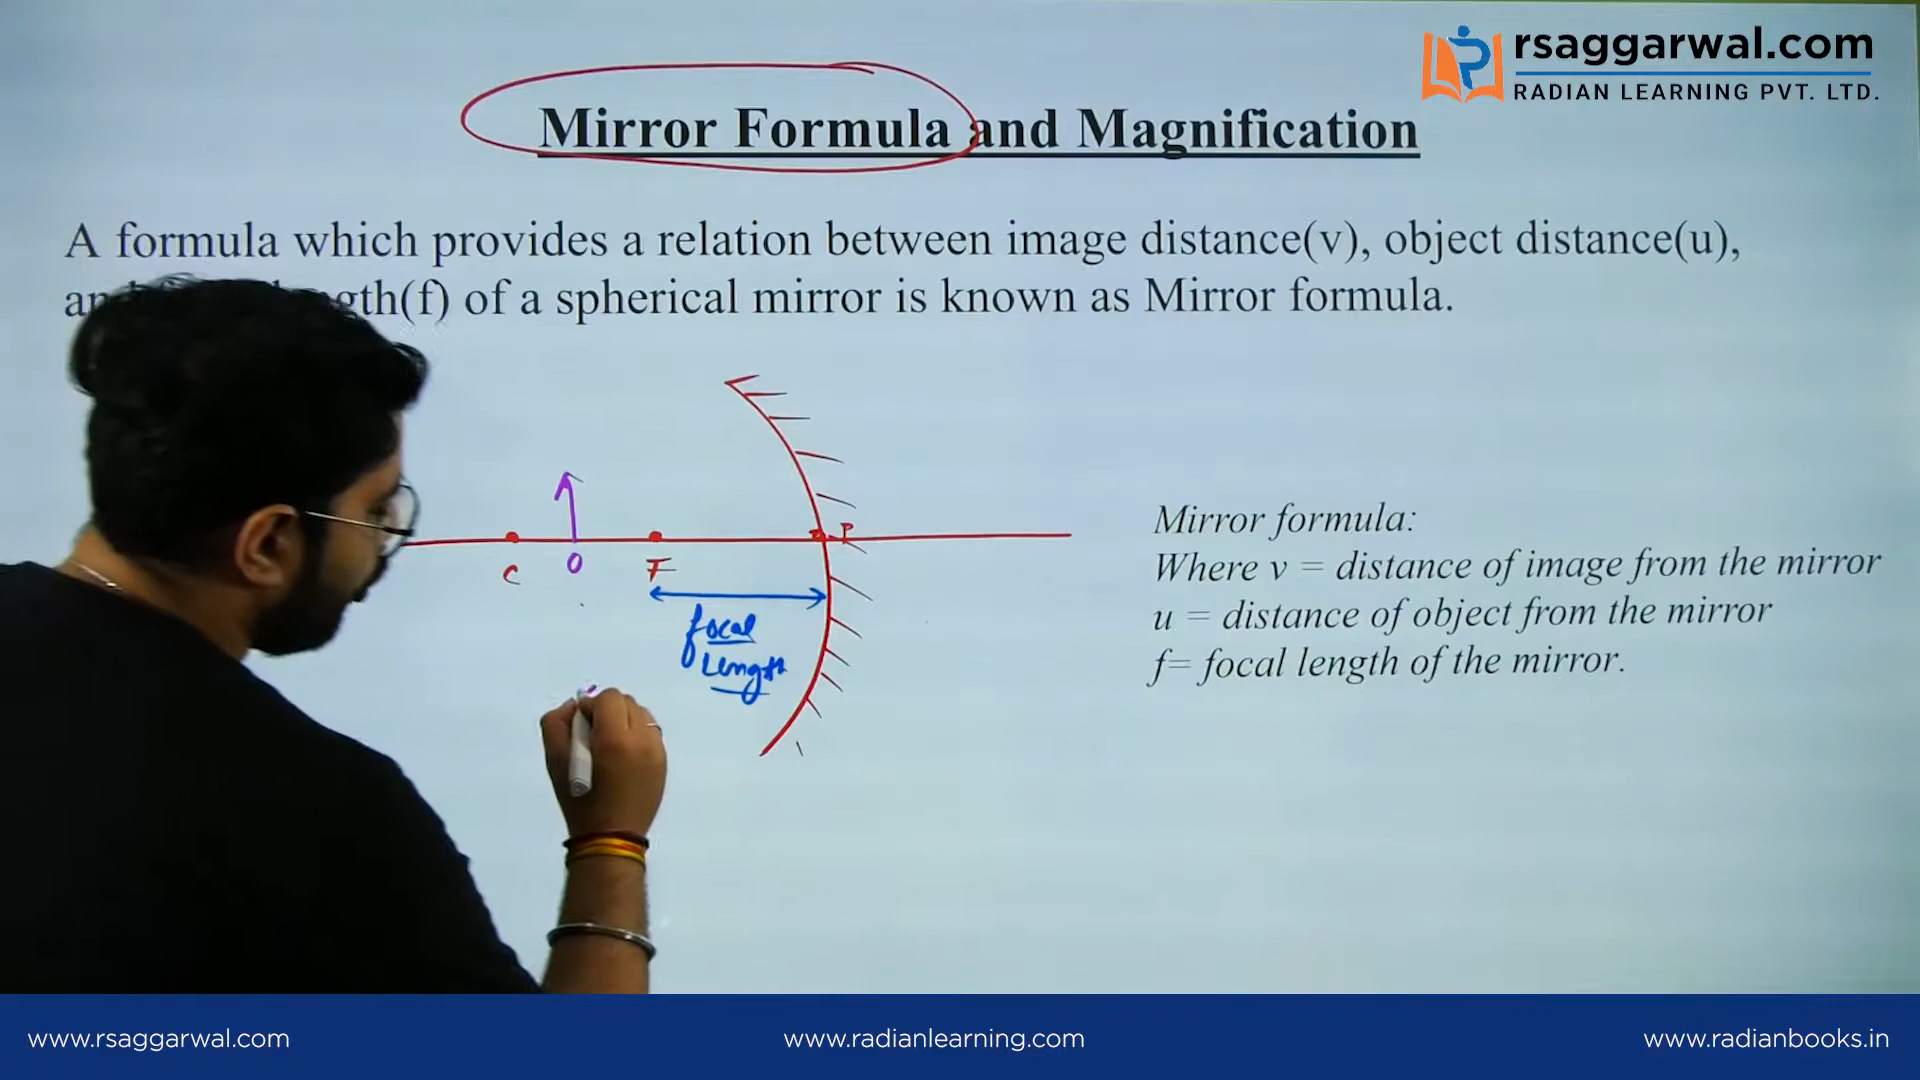 rsaggarwal.com
RADIAN LEARNING PVT. LTD.
Mirror Formula and Magnification
A formula which provides a relation between image distance(v), object distance(u),
gth(f) of a spherical mirror is known as Mirror formula.
P
C
O
F
focal
Length
Mirror formula:
Where v = distance of image from the mirror
u = distance of object from the mirror
f= focal length of the mirror.
www.rsaggarwal.com
www.radianlearning.com
www.radianbooks.in